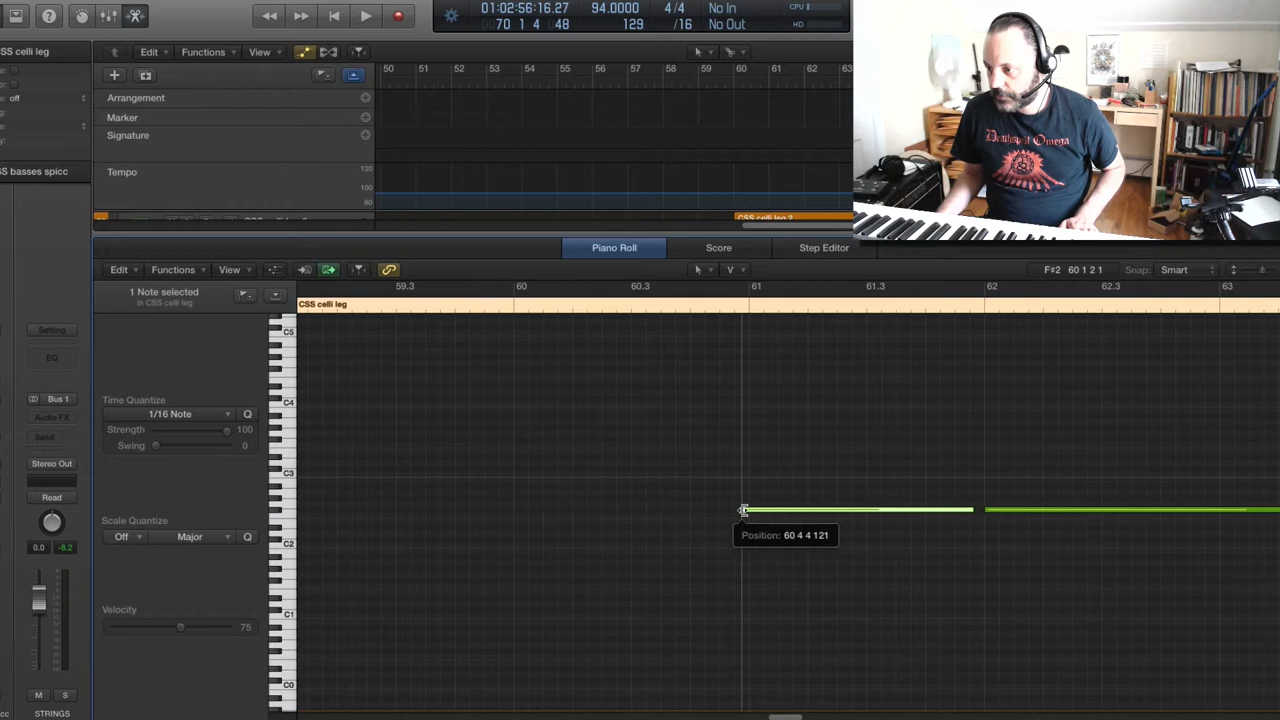 01:02:56:16.27 94.0000 4/4 No In CPU
70 1 4 48 129 /16 No Out HD
SS celli leg
Edit Functions View
50 51 52 53 54 55 56 57 58 59 60 61 62 63
Arrangement
Marker
off
Signature
Tempo 120
SS basses spicc
100
80
CSS celli leg 2
Deathspell Omega
Piano Roll Score Step Editor
Edit Functions View F#2 60 1 2 1 Snap: Smart
1 Note selected
in CSS celli leg
59.3 60 60.3 61 61.3 62 62.3 63
CSS celli leg
Setting
C5
EQ
Bus 1
Time Quantize
C4
Audio FX
1/16 Note Q
Strength 100
Send
Swing 0
Stereo Out
C3
Read
Position: 60 4 4 121
Scale Quantize
Off Major Q
C2
0.0 -8.2
Velocity
C1
75
C0
M S
cc STRINGS